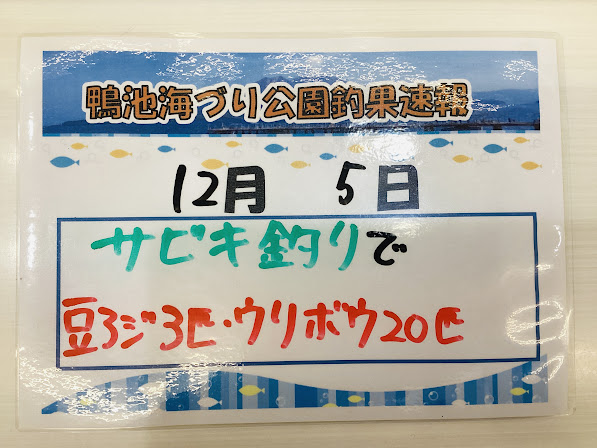 鴨池海づり公園釣果速報
12月 5日
サビキ釣りで
豆アジ3匹・ウリボウ20匹